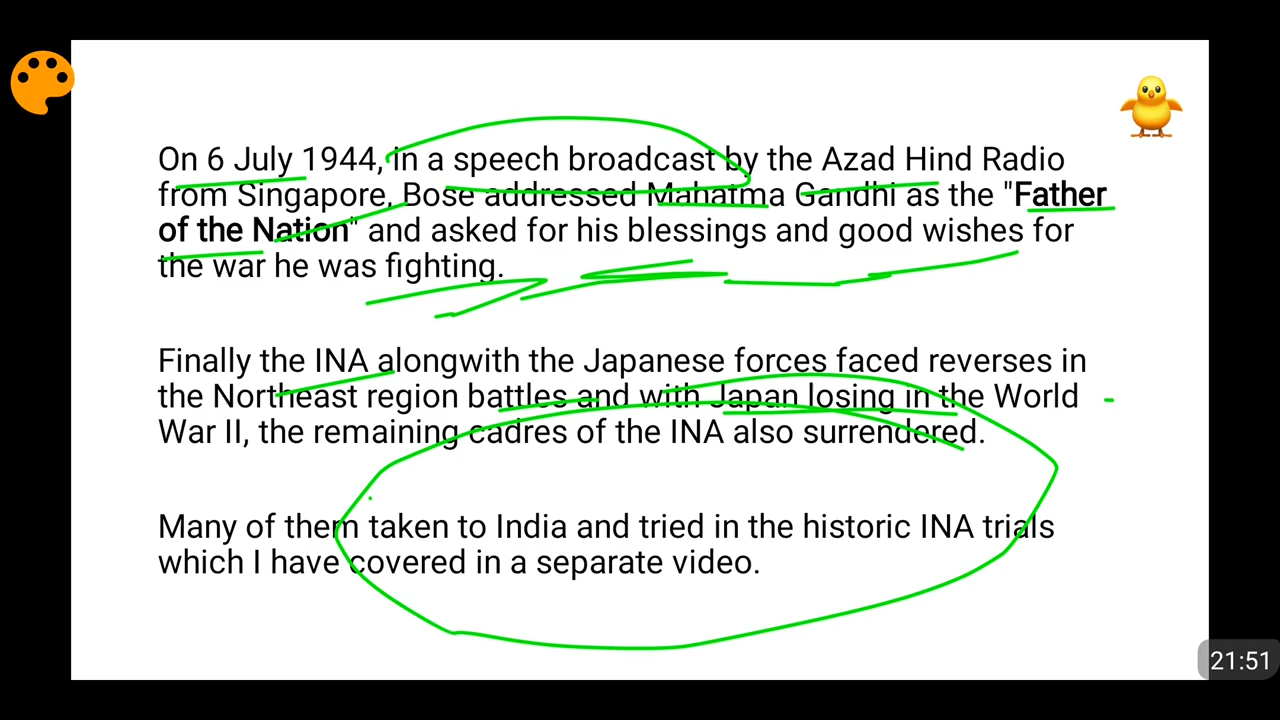 On 6 July 1944, in a speech broadcast by the Azad Hind Radio
from Singapore, Bose addressed Mahatma Gandhi as the "Father
of the Nation" and asked for his blessings and good wishes for
the war he was fighting.
Finally the INA alongwith the Japanese forces faced reverses in
the Northeast region battles and with Japan losing in the World
War II, the remaining cadres of the INA also surrendered.
Many of them taken to India and tried in the historic INA trials
which I have covered in a separate video.
21:51